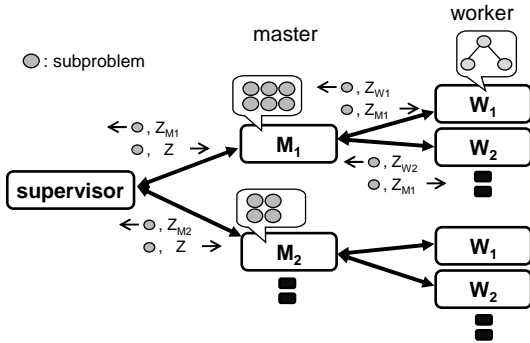 worker
master
: subproblem
, Z_W1
, Z_M1
W_1
, Z_M1
, Z
M_1
W_2
, Z_W2
, Z_M1
supervisor
, Z_M2
, Z
M_2
W_1
W_2